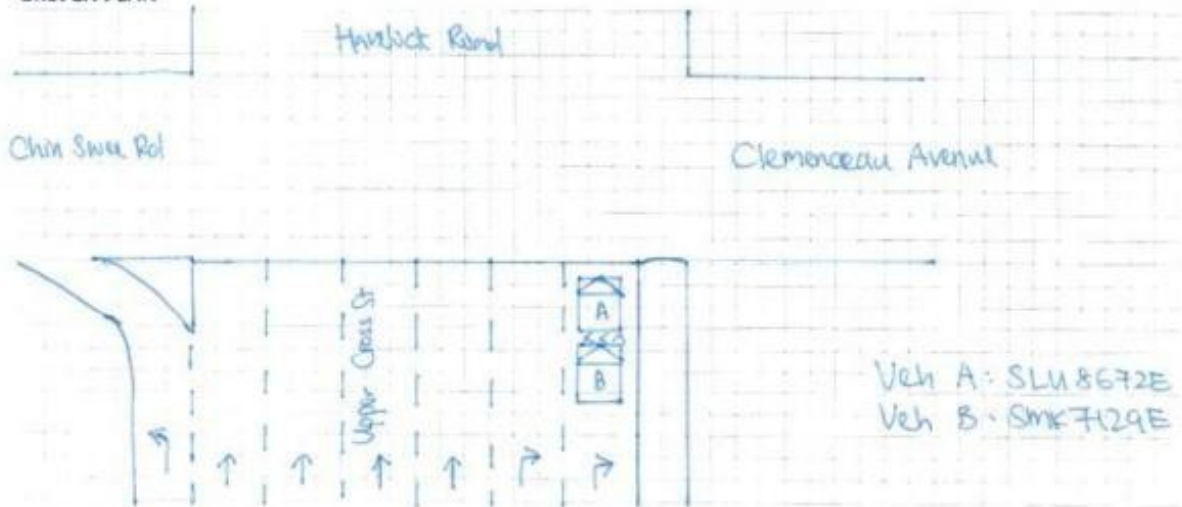 Havelock Road
Chin Swee Rd
Clemenceau Avenue
Upper Cross St
A
B
Veh A: SLU8672E
Veh B: SMK7129E